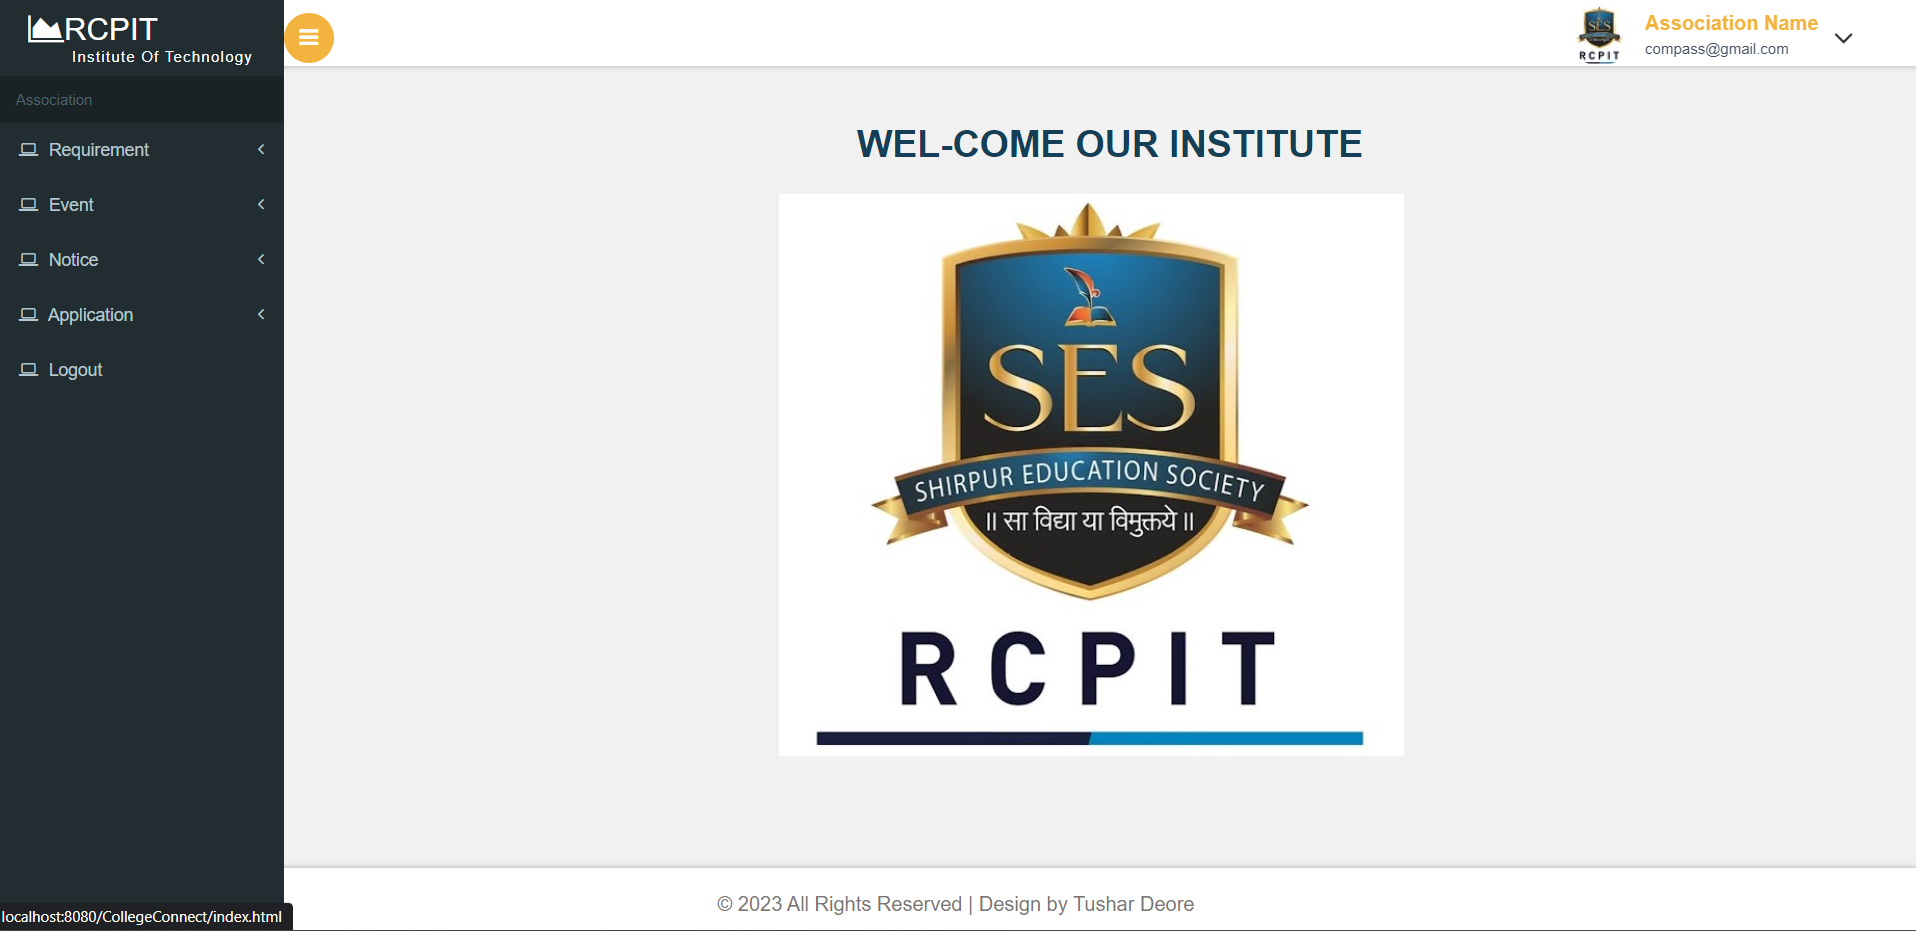 RCPIT
Institute Of Technology
SES
RCPIT
Association Name
compass@gmail.com
Association
Requirement
Event
Notice
Application
Logout
WEL-COME OUR INSTITUTE
SES
SHIRPUR EDUCATION SOCIETY
॥ सा विद्या या विमुक्तये ॥
RCPIT
© 2023 All Rights Reserved | Design by Tushar Deore
localhost:8080/CollegeConnect/index.html